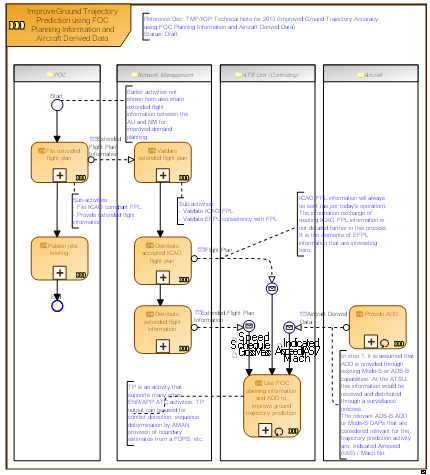 Improve Ground Trajectory
Prediction using FOC
Planning Information and
Aircraft Derived Data
Reference Doc: TMF/IOP Technical Note for 2013 (Improved Ground Trajectory Accuracy
using FOC Planning Information and Aircraft Derived Data)
Status: Draft
FOC
Network Management
ATS Unit (Controlling)
Aircraft
Start
Earlier activities not
shown here also share
extended flight
information between the
AU and NM for
improved demand
planning
Extended
Flight Plan
Information
File extended
flight plan
Validate
extended flight plan
Sub-activities:
- File ICAO compliant FPL
- Provide extended flight
information
Sub-activities:
- Validate ICAO FPL
- Validate EFPL consistency with FPL
ICAO FPL information will always
be sent (as per today's operation).
The information exchange of
existing ICAO FPL information is
not detailed further in this process.
It is the elements of EFPL
information that are interesting
here.
Publish pilot
briefing
Distribute
accepted ICAO
flight plan
Flight Plan
End
Distribute
extended flight
information
Extended Flight Plan
Information
Speed
Schedule
Indicated
Mach
Aircraft Derived
Data
Provide ADD
Use FOC
planning information
and ADD to
improve ground
trajectory prediction
TP is an activity that
supports many other
ENR/APP ATC activities. TP
output can be used for
conflict detection, sequence
determination by AMAN,
provision of boundary
estimates from a FDPS, etc.
In step 1, it is assumed that
ADD is provided through
existing Mode-S or ADS-B
capabilities. At the ATSU,
this information would be
received and distributed
through a surveillance
process.
The relevant ADS-B ADD
or Mode-S DAPs that are
considered relevant for the
trajectory prediction activity
are: Indicated Airspeed
(IAS) / Mach No.